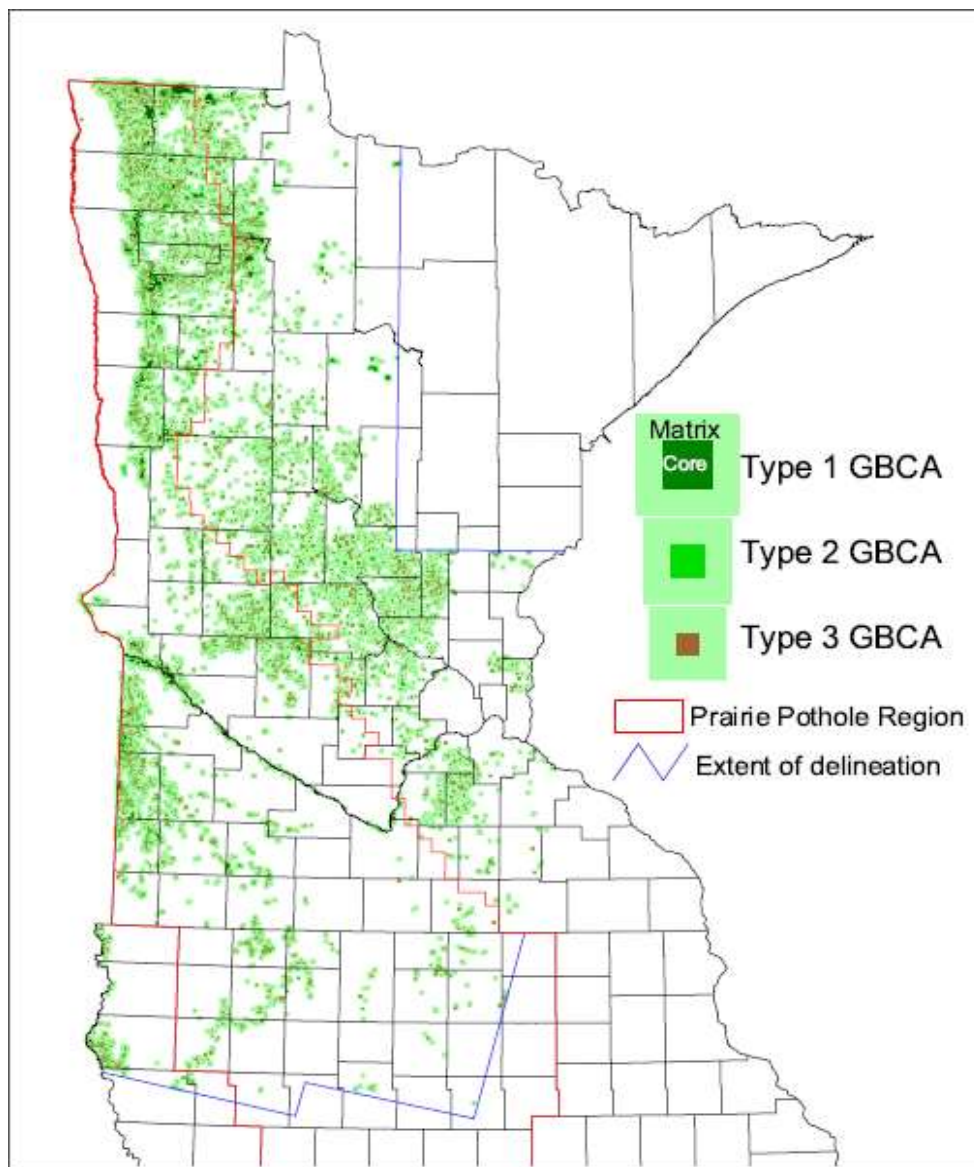 Matrix
Core
Type 1 GBCA
Type 2 GBCA
Type 3 GBCA
Prairie Pothole Region
Extent of delineation